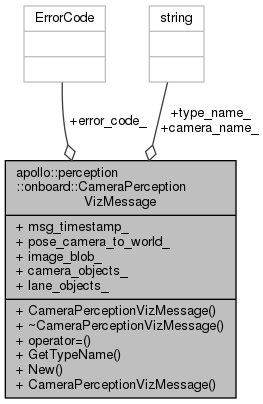 ErrorCode
string
+error_code_
+type_name_
+camera_name_
apollo::perception
::onboard::CameraPerception
VizMessage
+ msg_timestamp_
+ pose_camera_to_world_
+ image_blob_
+ camera_objects_
+ lane_objects_
+ CameraPerceptionVizMessage()
+ ~CameraPerceptionVizMessage()
+ operator=()
+ GetTypeName()
+ New()
+ CameraPerceptionVizMessage()